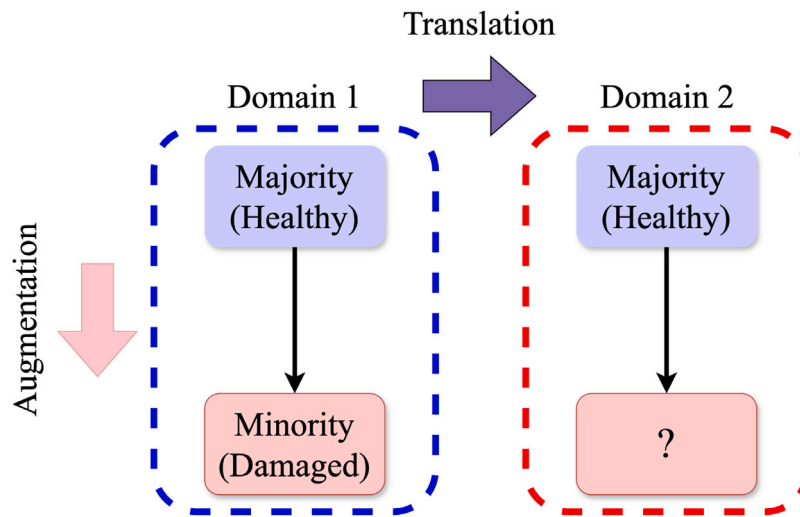 Translation
Domain 1
Domain 2
Majority
(Healthy)
Majority
(Healthy)
Augmentation
Minority
(Damaged)
?